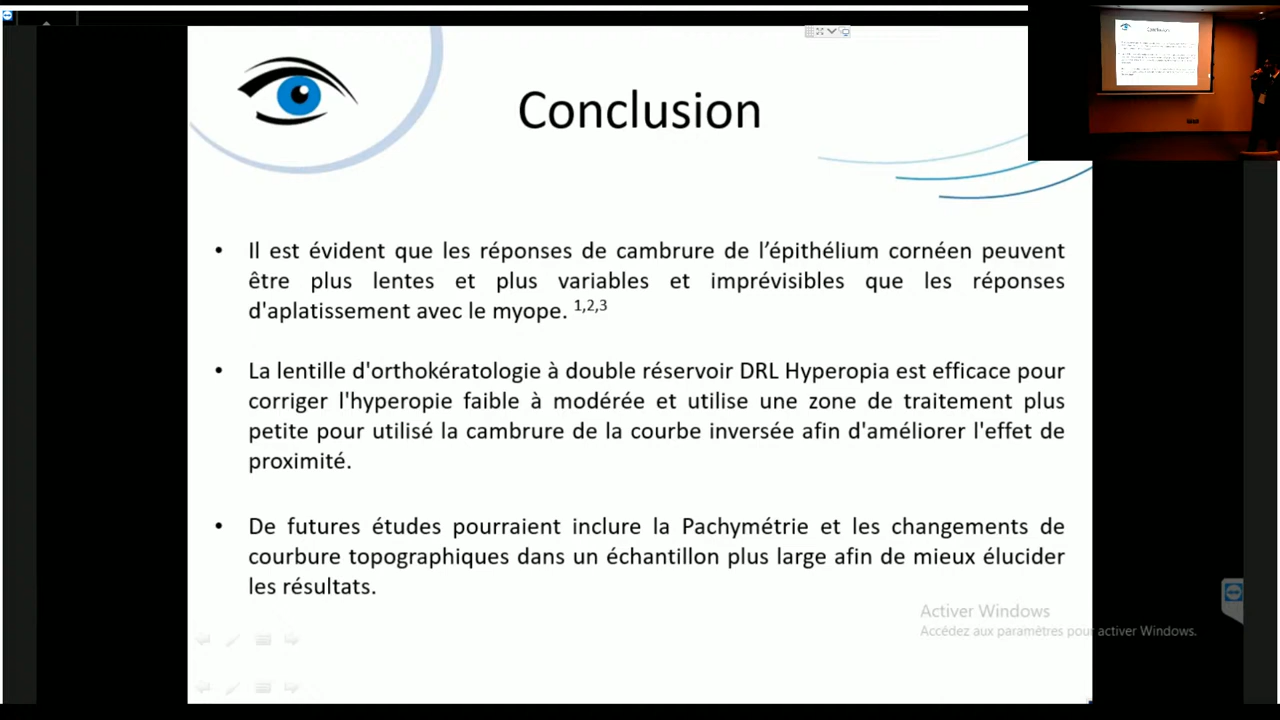 Conclusion
• Il est évident que les réponses de cambrure de l’épithélium cornéen peuvent
être plus lentes et plus variables et imprévisibles que les réponses
d'aplatissement avec le myope. 1,2,3
• La lentille d'orthokératologie à double réservoir DRL Hyperopia est efficace pour
corriger l'hyperopie faible à modérée et utilise une zone de traitement plus
petite pour utilisé la cambrure de la courbe inversée afin d'améliorer l'effet de
proximité.
• De futures études pourraient inclure la Pachymétrie et les changements de
courbure topographiques dans un échantillon plus large afin de mieux élucider
les résultats.
Activer Windows
Accédez aux paramètres pour activer Windows.
Conclusion